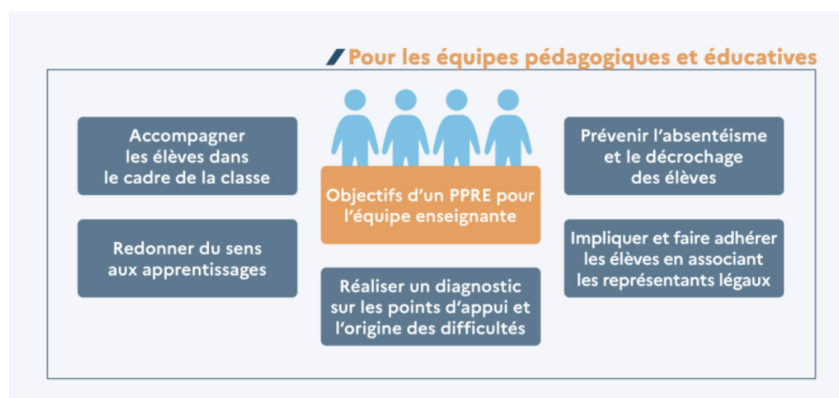 Pour les équipes pédagogiques et éducatives
Accompagner
les élèves dans
le cadre de la classe
Redonner du sens
aux apprentissages
Objectifs d'un PPRE pour
l'équipe enseignante
Réaliser un diagnostic
sur les points d'appui et
l'origine des difficultés
Prévenir l'absentéisme
et le décrochage
des élèves
Impliquer et faire adhérer
les élèves en associant
les représentants légaux